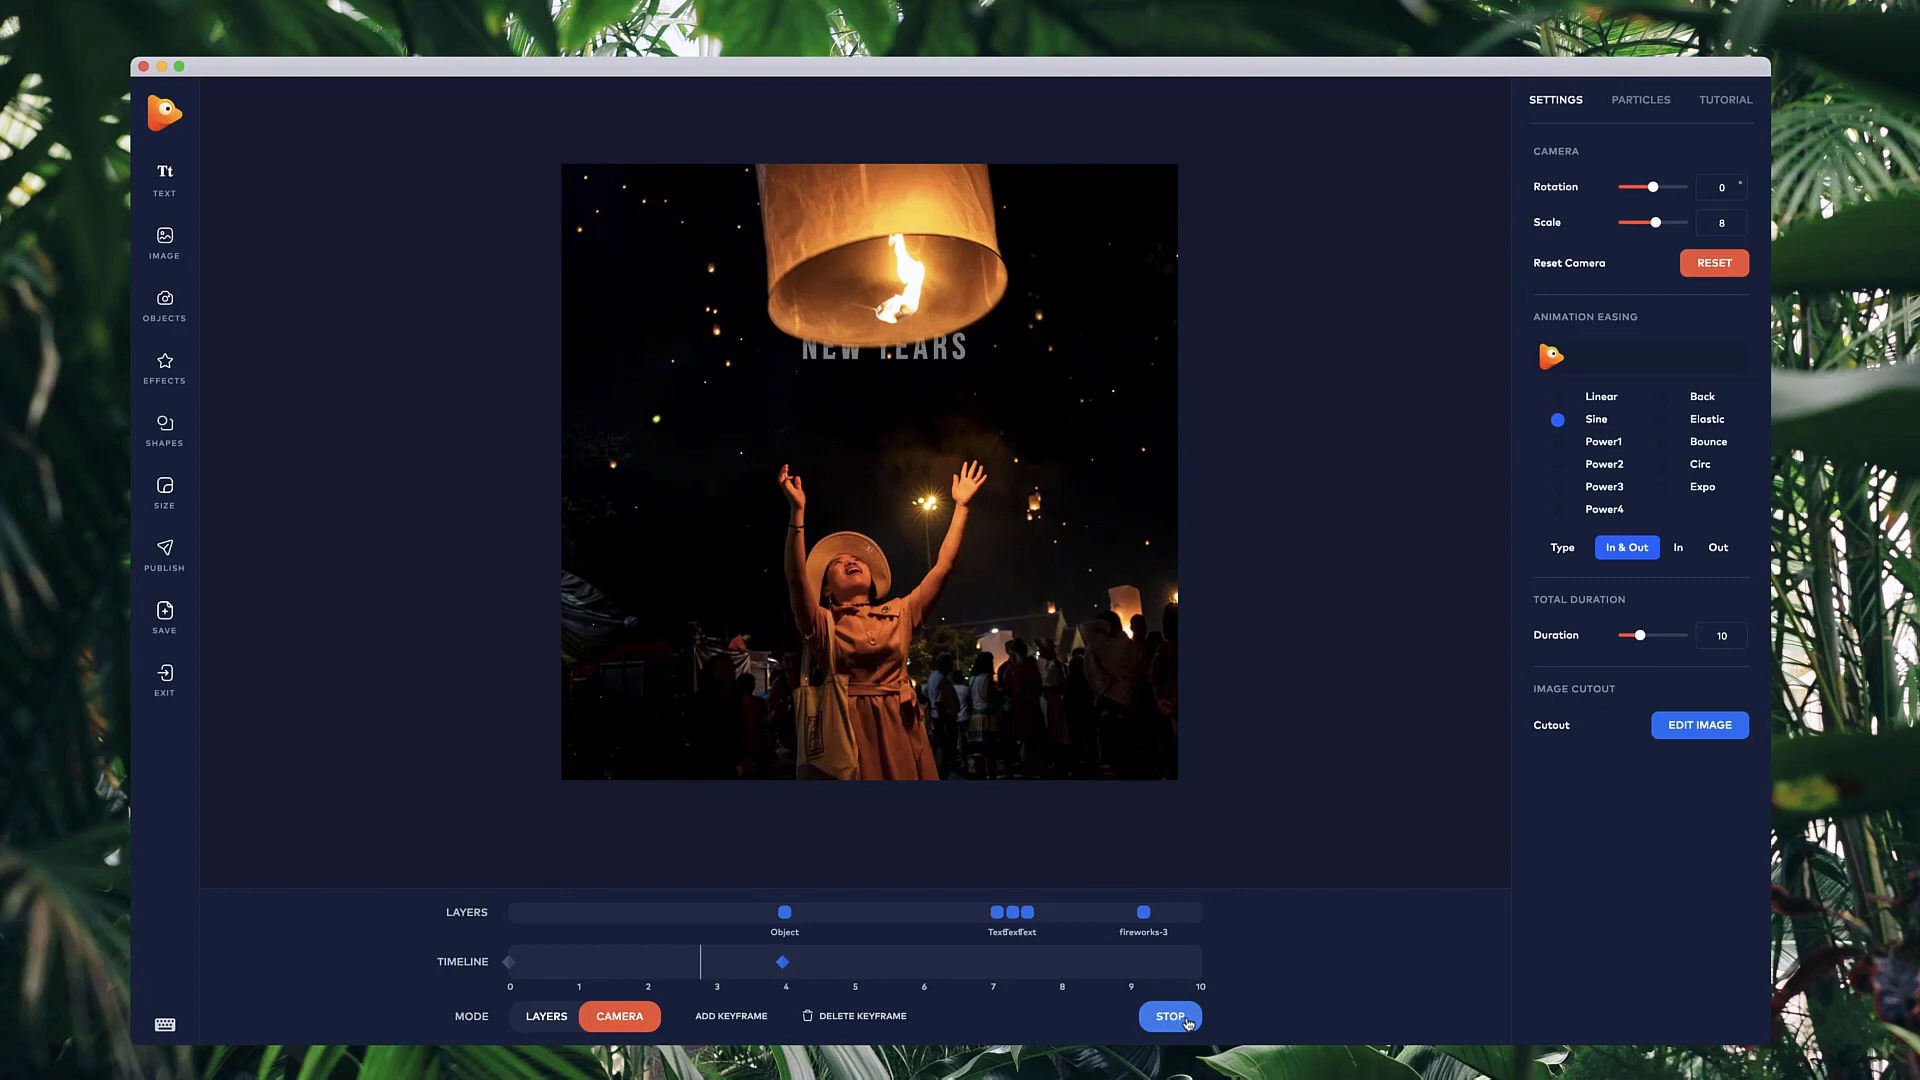 Tt
TEXT
IMAGE
OBJECTS
EFFECTS
SHAPES
SIZE
PUBLISH
SAVE
EXIT
NEW YEARS
SETTINGS PARTICLES TUTORIAL
CAMERA
Rotation 0 °
Scale 8
Reset Camera RESET
ANIMATION EASING
Linear Back
Sine Elastic
Power1 Bounce
Power2 Circ
Power3 Expo
Power4
Type In & Out In Out
TOTAL DURATION
Duration 10
IMAGE CUTOUT
Cutout EDIT IMAGE
LAYERS
Object TextTextText fireworks-3
TIMELINE
0 1 2 3 4 5 6 7 8 9 10
MODE LAYERS CAMERA ADD KEYFRAME DELETE KEYFRAME STOP